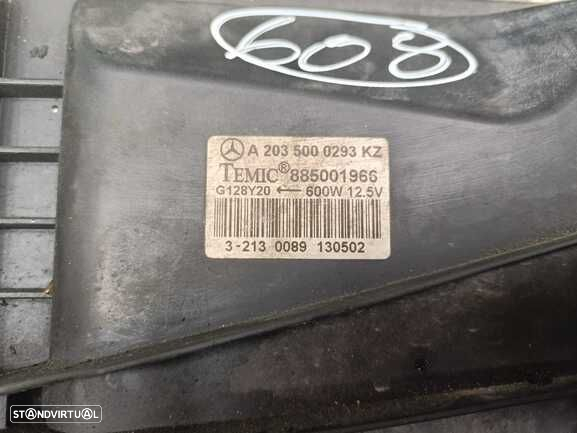 608
A 203 500 0293 KZ
TEMIC® 885001966
G128Y20 ← 600W 12.5V
3-213 0089 130502
STANDVIRTUAL